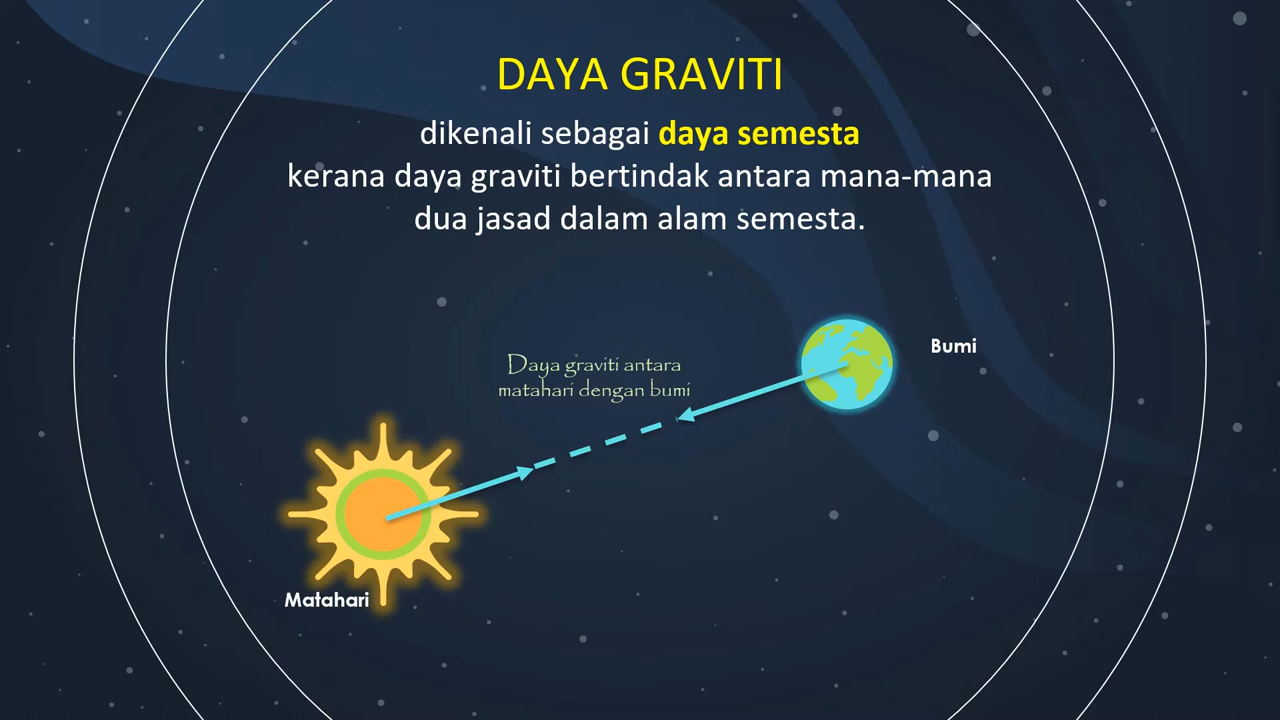 DAYA GRAVITI
dikenali sebagai daya semesta
kerana daya graviti bertindak antara mana-mana
dua jasad dalam alam semesta.
Bumi
Daya graviti antara
matahari dengan bumi
Matahari